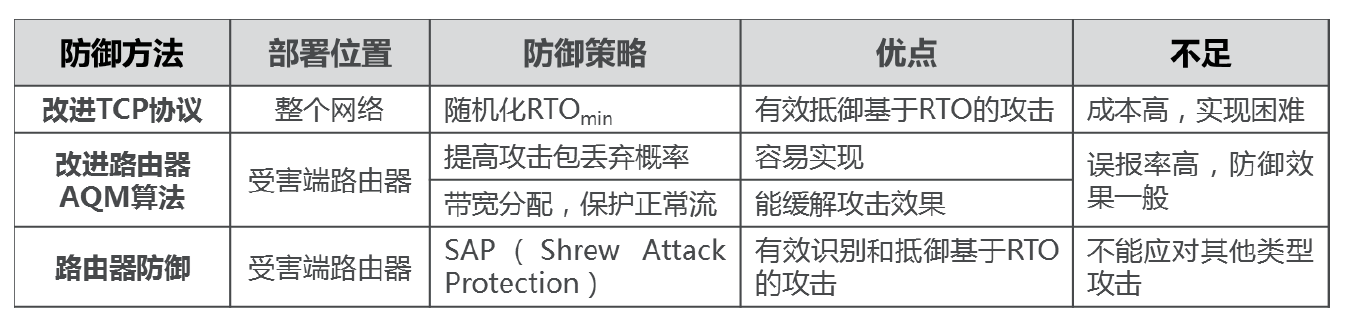 防御方法 部署位置 防御策略 优点 不足
改进TCP协议 整个网络 随机化RTOmin 有效抵御基于RTO的攻击 成本高，实现困难
改进路由器
AQM算法
受害端路由器
提高攻击包丢弃概率 容易实现
带宽分配，保护正常流 能缓解攻击效果
误报率高，防御效
果一般
路由器防御 受害端路由器
SAP（Shrew Attack
Protection）
有效识别和抵御基于RTO
的攻击
不能应对其他类型
攻击